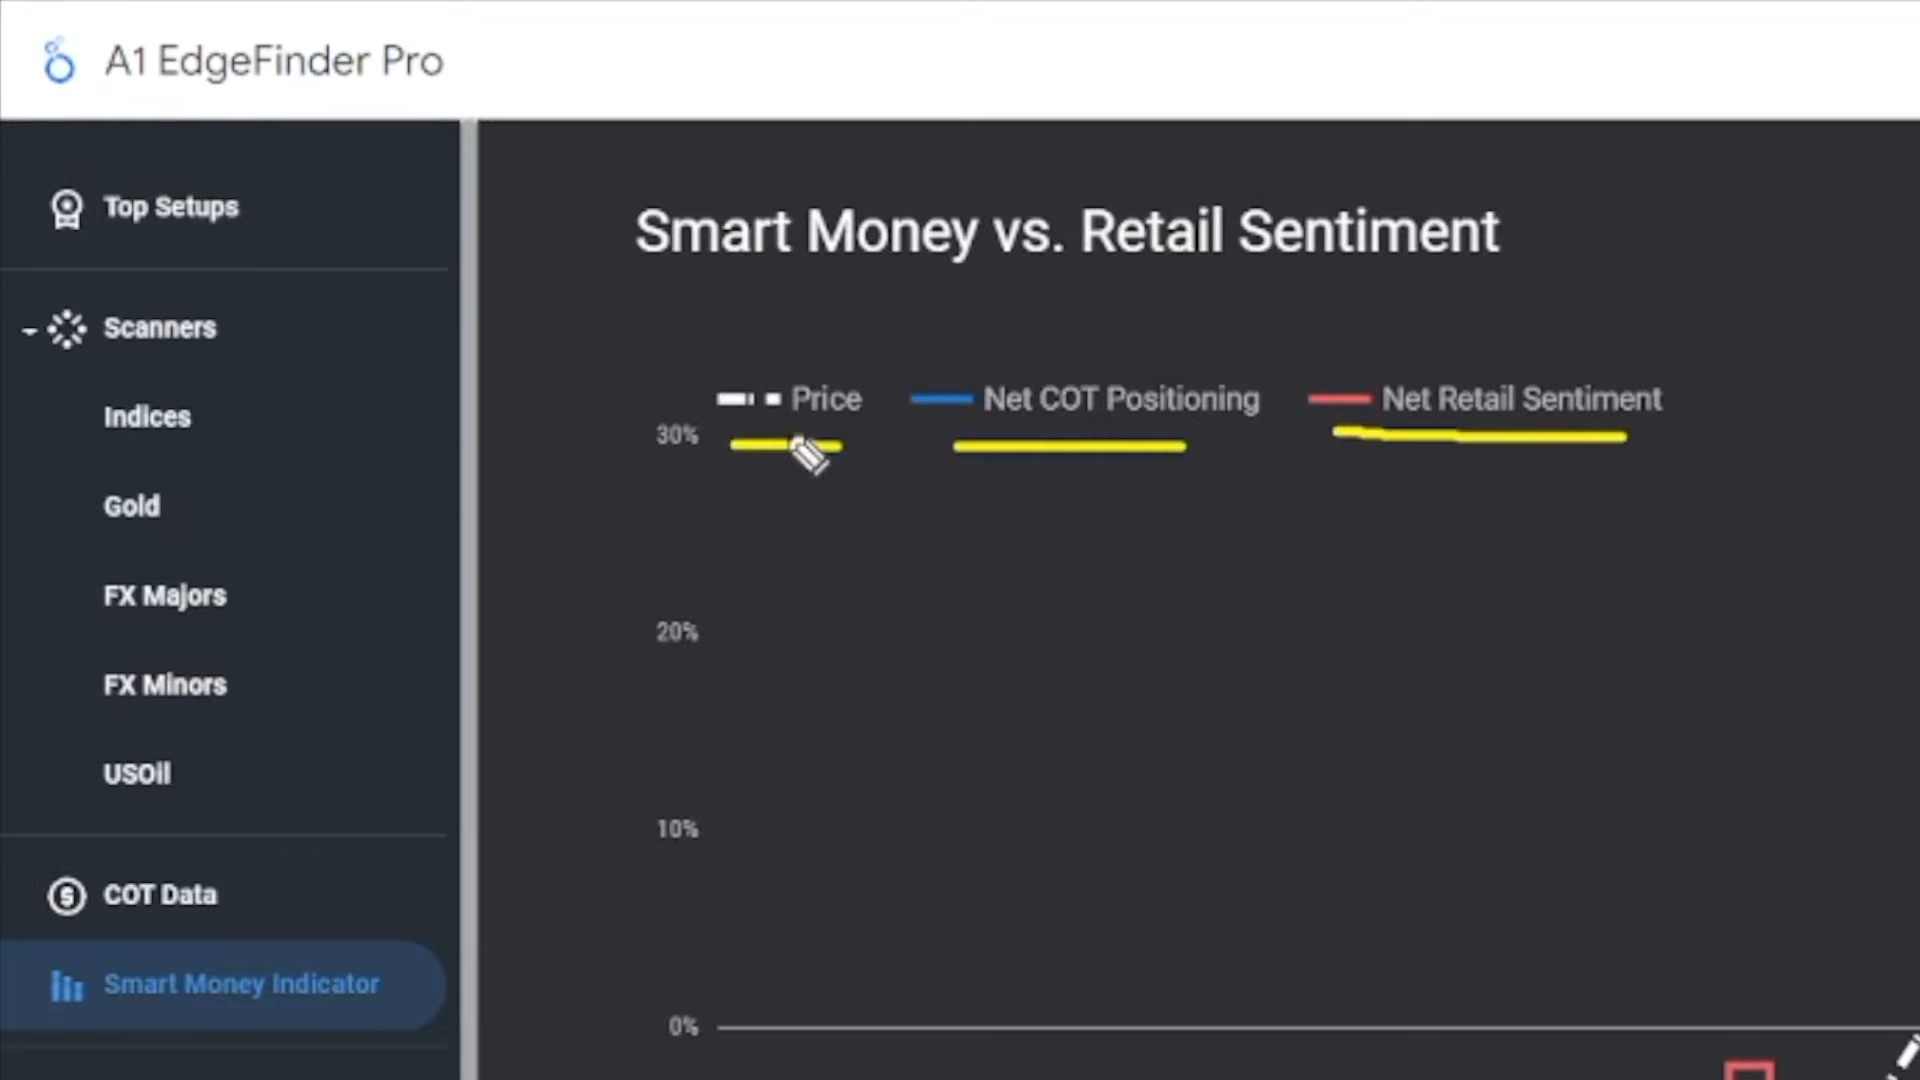 A1 EdgeFinder Pro
Top Setups
Scanners
Indices
Gold
FX Majors
FX Minors
USOil
COT Data
Smart Money Indicator
Smart Money vs. Retail Sentiment
Price Net COT Positioning Net Retail Sentiment
30%
20%
10%
0%